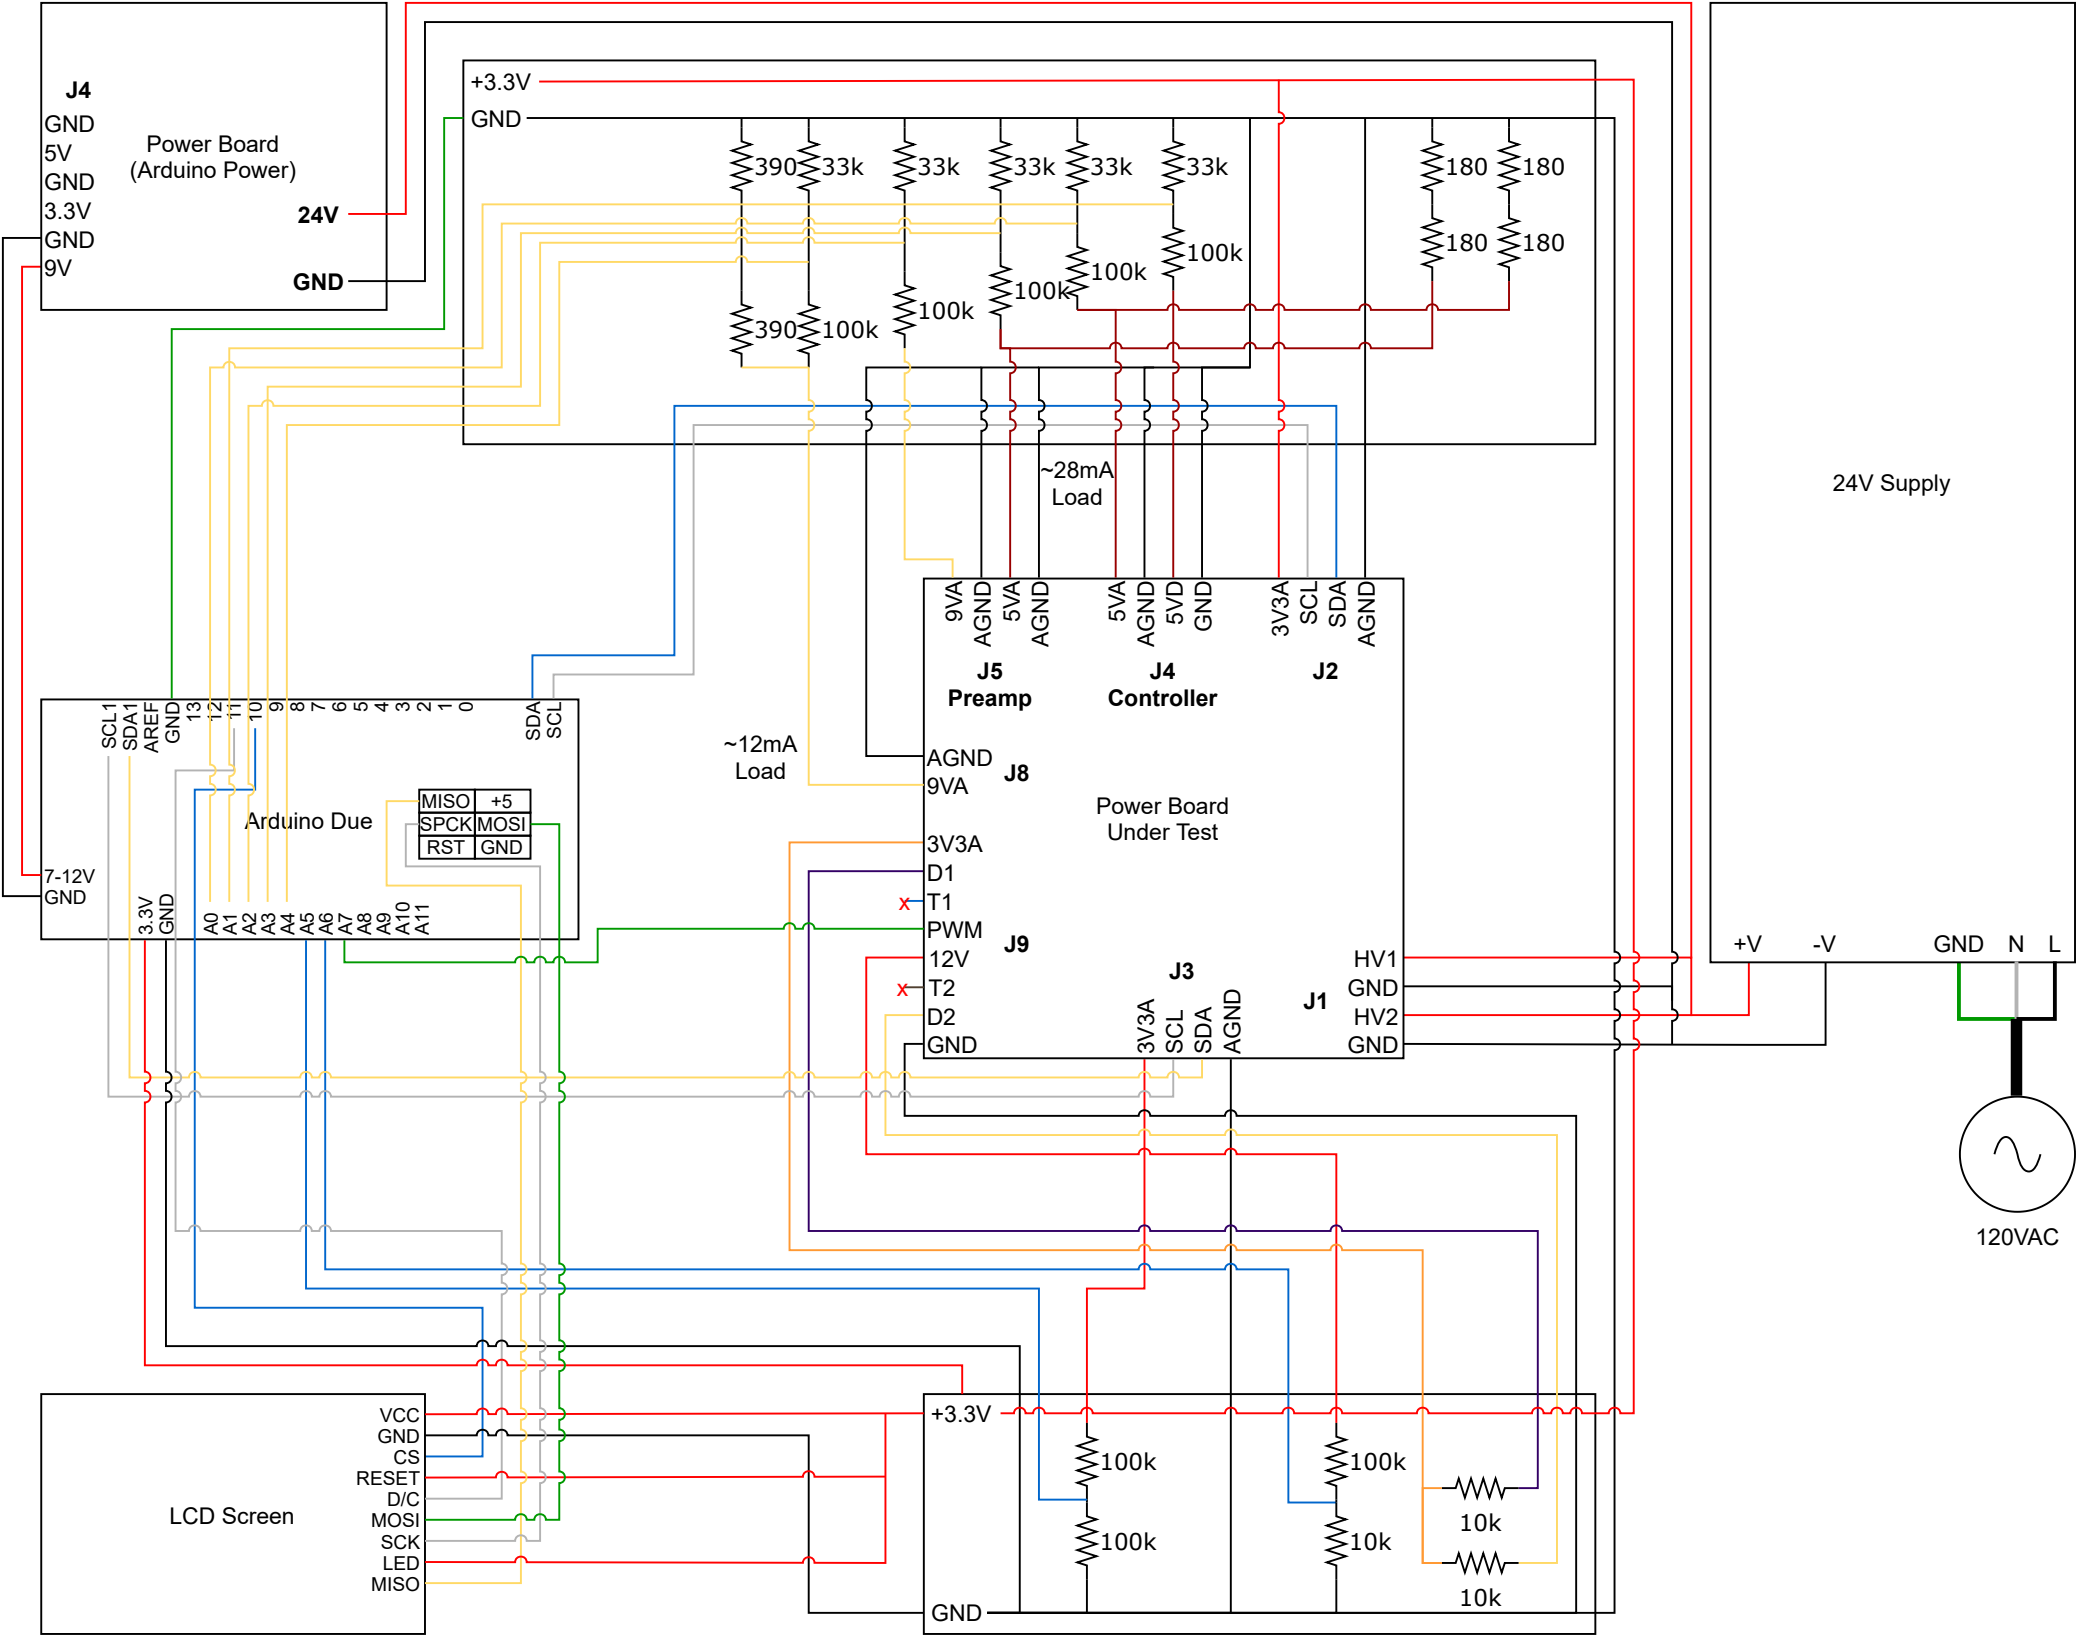 J4
GND
5V
GND
3.3V
GND
9V
Power Board
(Arduino Power)
24V
GND
+3.3V
GND
390
33k
33k
33k
33k
33k
180
180
180
180
100k
100k
100k
100k
390
100k
~28mA
Load
24V Supply
+V
-V
GND
N
L
120VAC
9VA
AGND
5VA
AGND
5VA
AGND
5VD
GND
3V3A
SCL
SDA
AGND
J5
Preamp
J4
Controller
J2
~12mA
Load
AGND
9VA
J8
Power Board
Under Test
3V3A
D1
T1
PWM
12V
T2
D2
GND
x
x
J9
J3
3V3A
SCL
SDA
AGND
J1
HV1
GND
HV2
GND
SCL1
SDA1
AREF
GND
13
12
11
10
9
8
7
6
5
4
3
2
1
0
SDA
SCL
Arduino Due
MISO +5
SPCK MOSI
RST GND
7-12V
GND
3.3V
GND
A0
A1
A2
A3
A4
A5
A6
A7
A8
A9
A10
A11
LCD Screen
VCC
GND
CS
RESET
D/C
MOSI
SCK
LED
MISO
+3.3V
100k
100k
100k
10k
10k
10k
GND